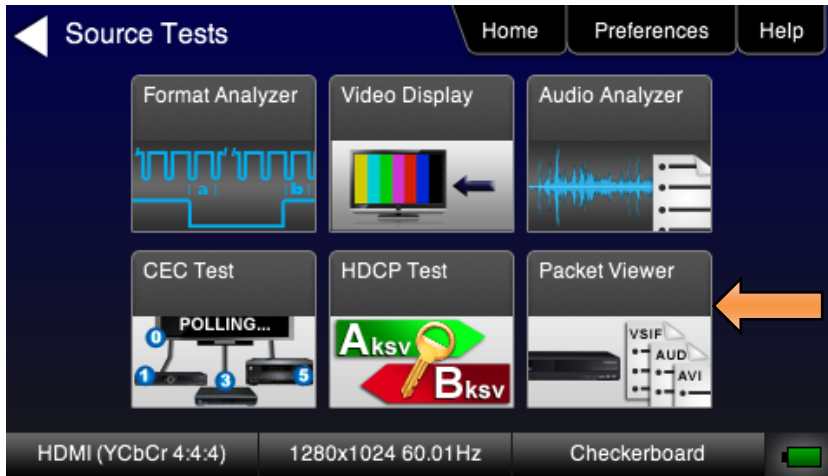 Source Tests
Home
Preferences
Help
Format Analyzer
Video Display
Audio Analyzer
a
b
CEC Test
HDCP Test
Packet Viewer
POLLING...
0
1
3
5
Aksv
Bksv
VSIF
AUD
AVI
HDMI (YCbCr 4:4:4)
1280x1024 60.01Hz
Checkerboard